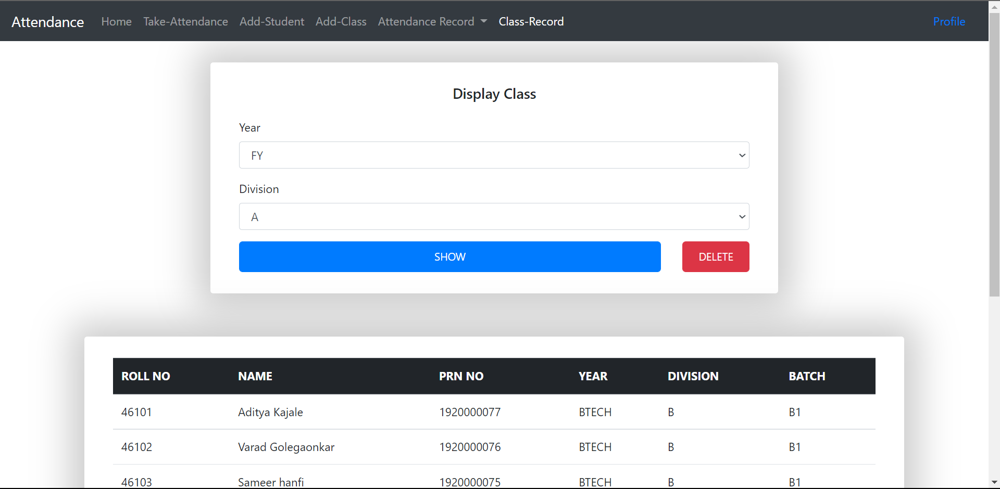 Attendance Home Take-Attendance Add-Student Add-Class Attendance Record Class-Record Profile
Display Class
Year
FY
Division
A
SHOW DELETE
ROLL NO NAME PRN NO YEAR DIVISION BATCH
46101 Aditya Kajale 1920000077 BTECH B B1
46102 Varad Golegaonkar 1920000076 BTECH B B1
46103 Sameer hanfi 1920000075 BTECH B B1